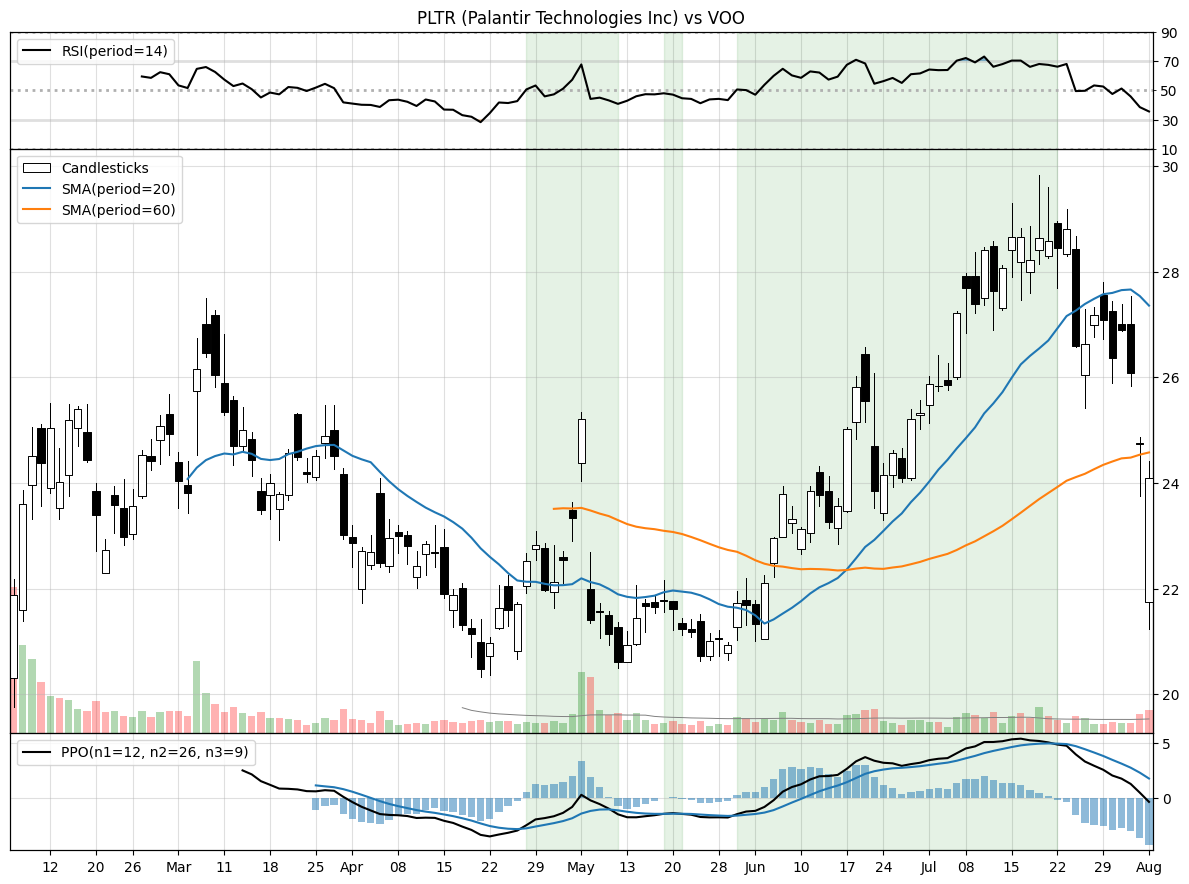 PLTR (Palantir Technologies Inc) vs VOO
RSI(period=14)
90
70
50
30
10
Candlesticks
SMA(period=20)
SMA(period=60)
30
28
26
24
22
20
PPO(n1=12, n2=26, n3=9)
5
0
12 20 26 Mar 11 18 25 Apr 08 15 22 29 May 13 20 28 Jun 10 17 24 Jul 08 15 22 29 Aug